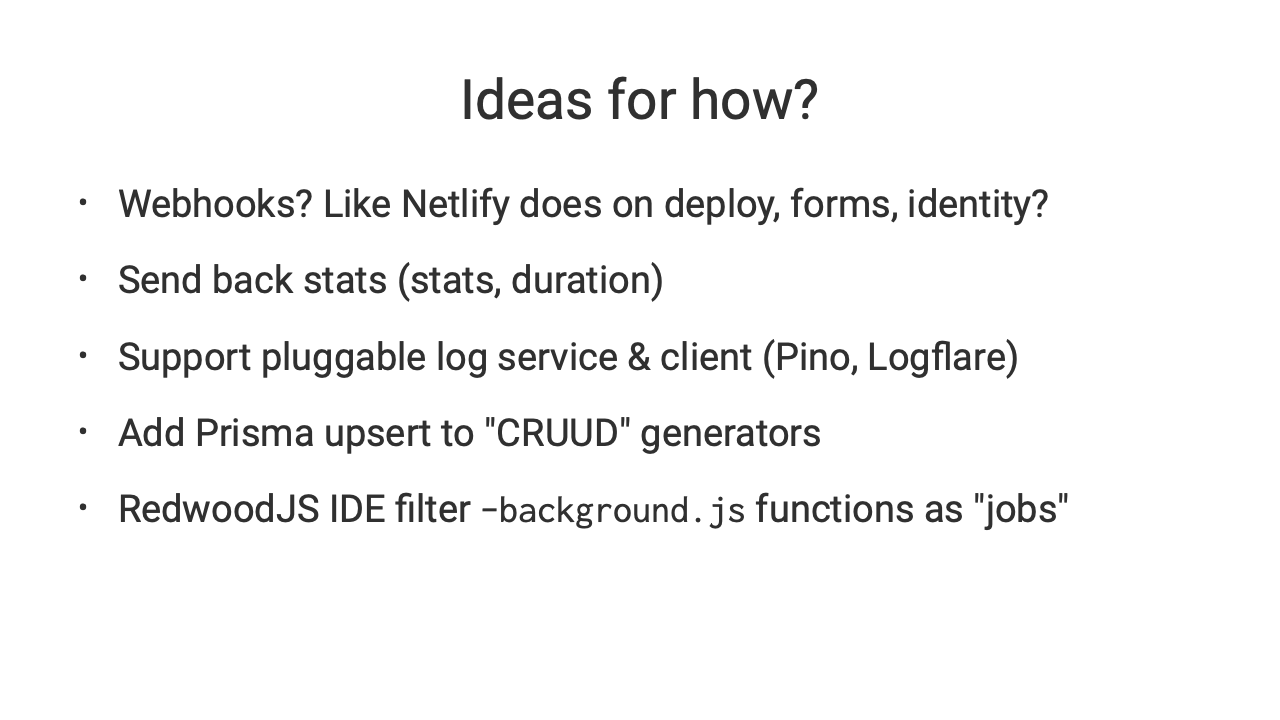 Ideas for how?
• Webhooks? Like Netlify does on deploy, forms, identity?
• Send back stats (stats, duration)
• Support pluggable log service & client (Pino, Logflare)
• Add Prisma upsert to "CRUUD" generators
• RedwoodJS IDE filter -background.js functions as "jobs"